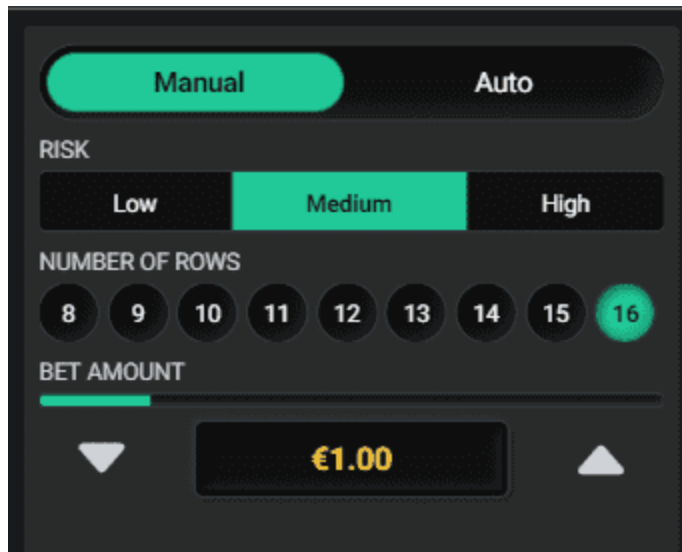 Manual Auto
RISK
Low Medium High
NUMBER OF ROWS
8 9 10 11 12 13 14 15 16
BET AMOUNT
€1.00